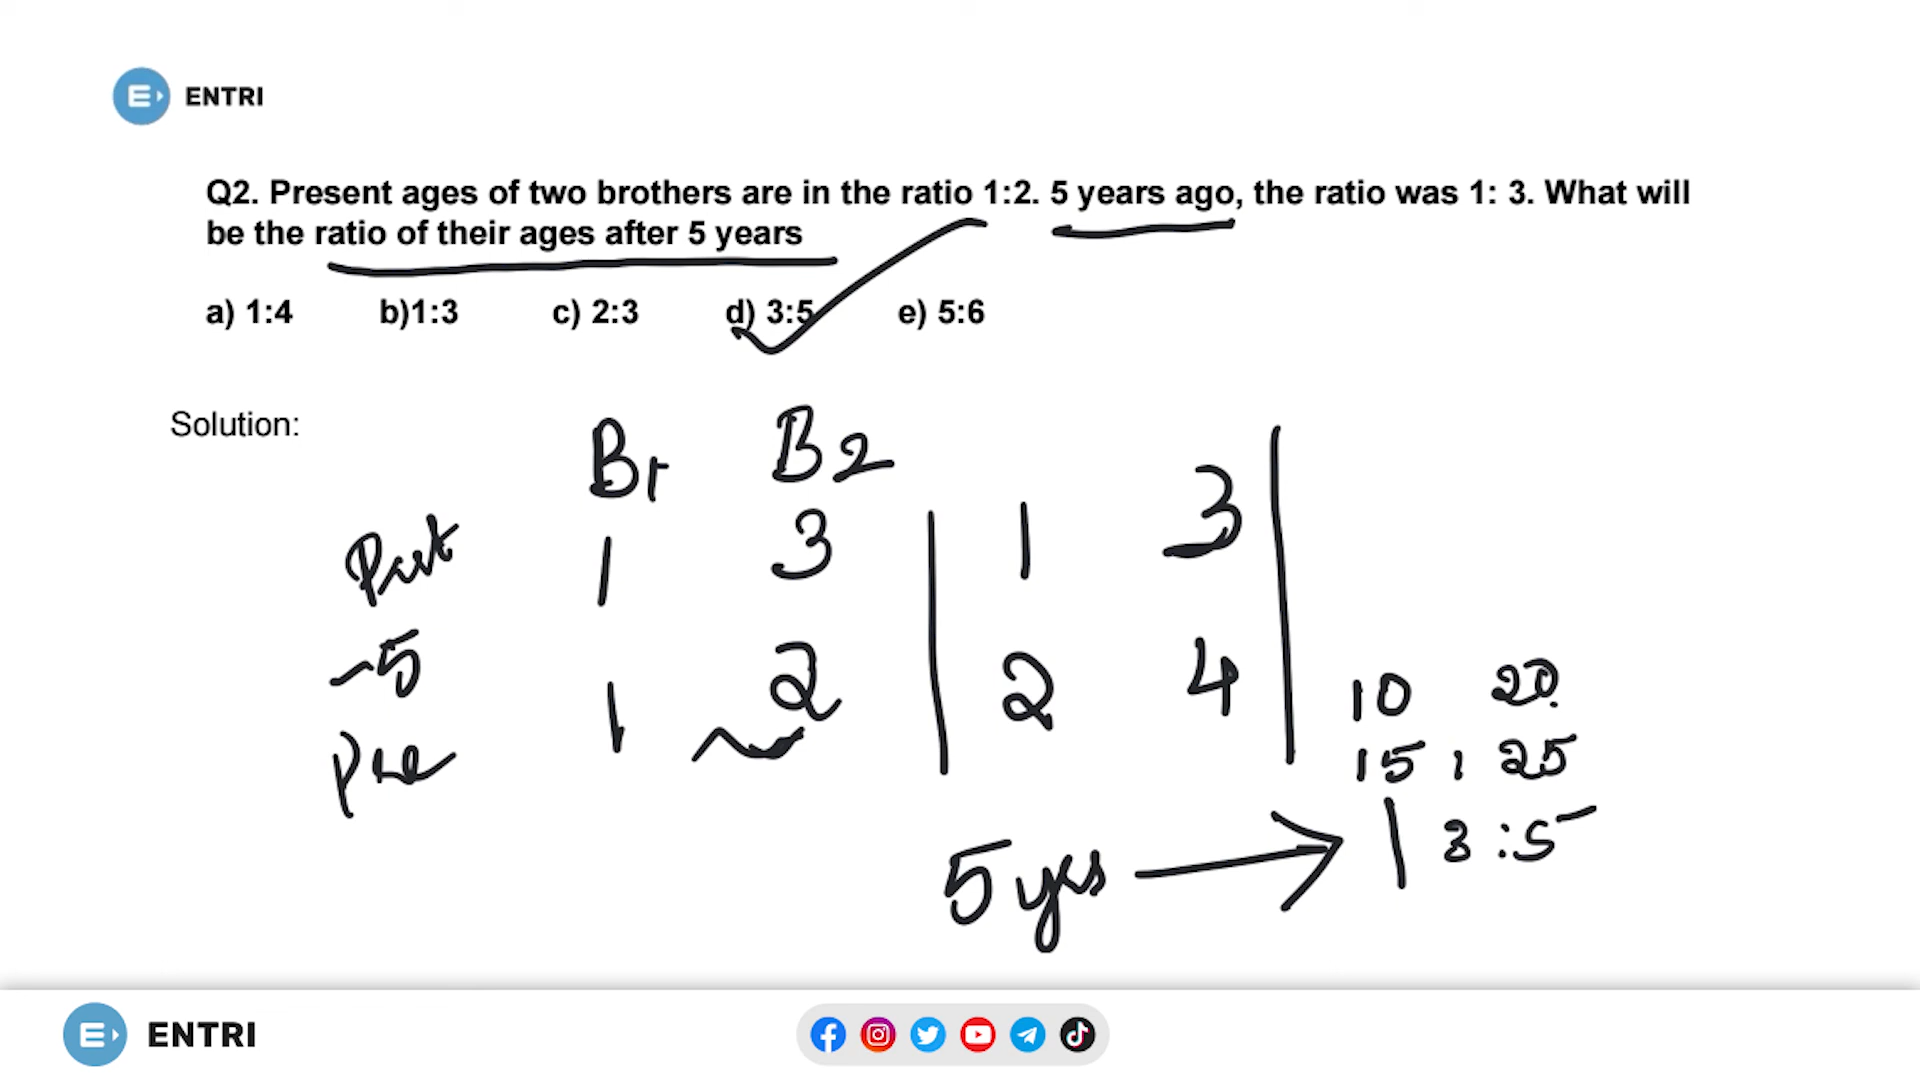 ENTRI
Q2. Present ages of two brothers are in the ratio 1:2. 5 years ago, the ratio was 1: 3. What will
be the ratio of their ages after 5 years
a) 1:4 b)1:3 c) 2:3 d) 3:5 e) 5:6
Solution:
B1 B2
Past 1 3 1 3
-5
Pre 1 2 2 4 10 20
15 : 25
3 :5
5 yes
ENTRI